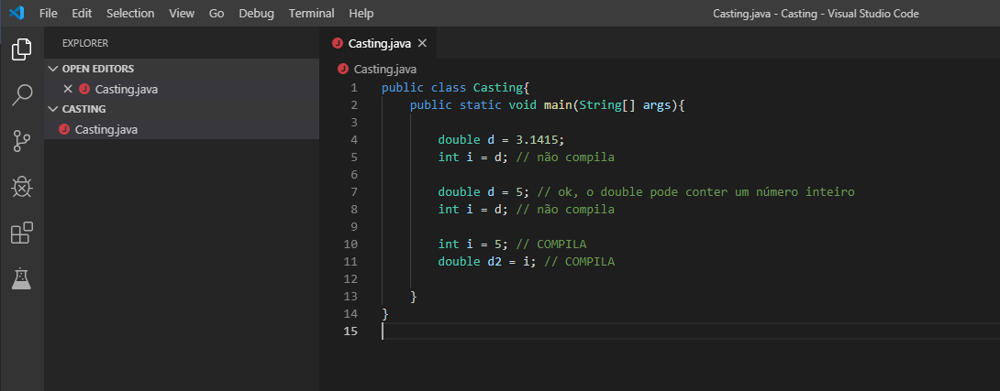 File Edit Selection View Go Debug Terminal Help Casting.java - Casting - Visual Studio Code
EXPLORER
OPEN EDITORS
Casting.java
CASTING
Casting.java
Casting.java
Casting.java
1 public class Casting{
2 public static void main(String[] args){
3
4 double d = 3.1415;
5 int i = d; // não compila
6
7 double d = 5; // ok, o double pode conter um número inteiro
8 int i = d; // não compila
9
10 int i = 5; // COMPILA
11 double d2 = i; // COMPILA
12
13 }
14 }
15